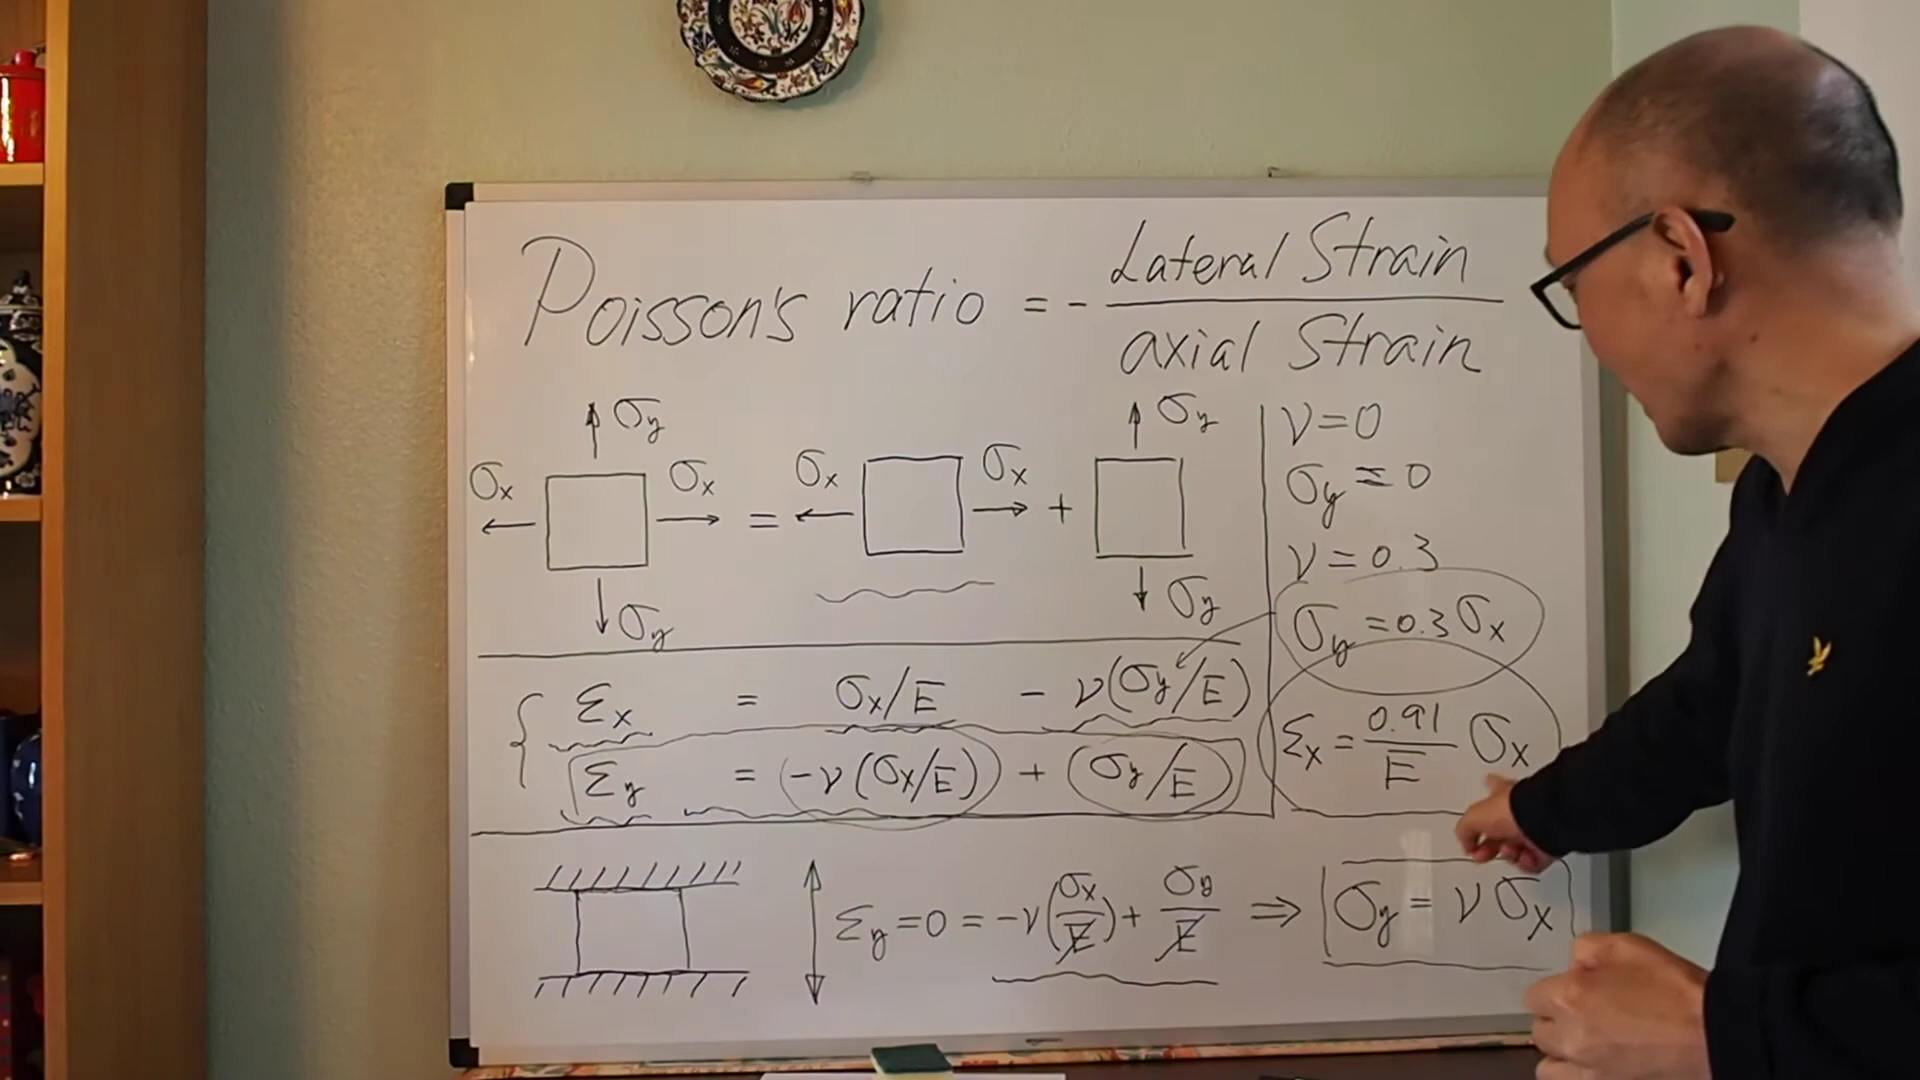 Poisson's ratio = - Lateral Strain / axial Strain
σy
σx σx = σx σx +
σy
σy
σy
εx = σx/E - ν(σy/E)
εy = -ν(σx/E) + σy/E
ν=0
σy = 0
ν=0.3
σy = 0.3σx
εx = 0.91/E σx
εy = 0 = -ν(σx/E) + σy/E ⇒ σy = νσx